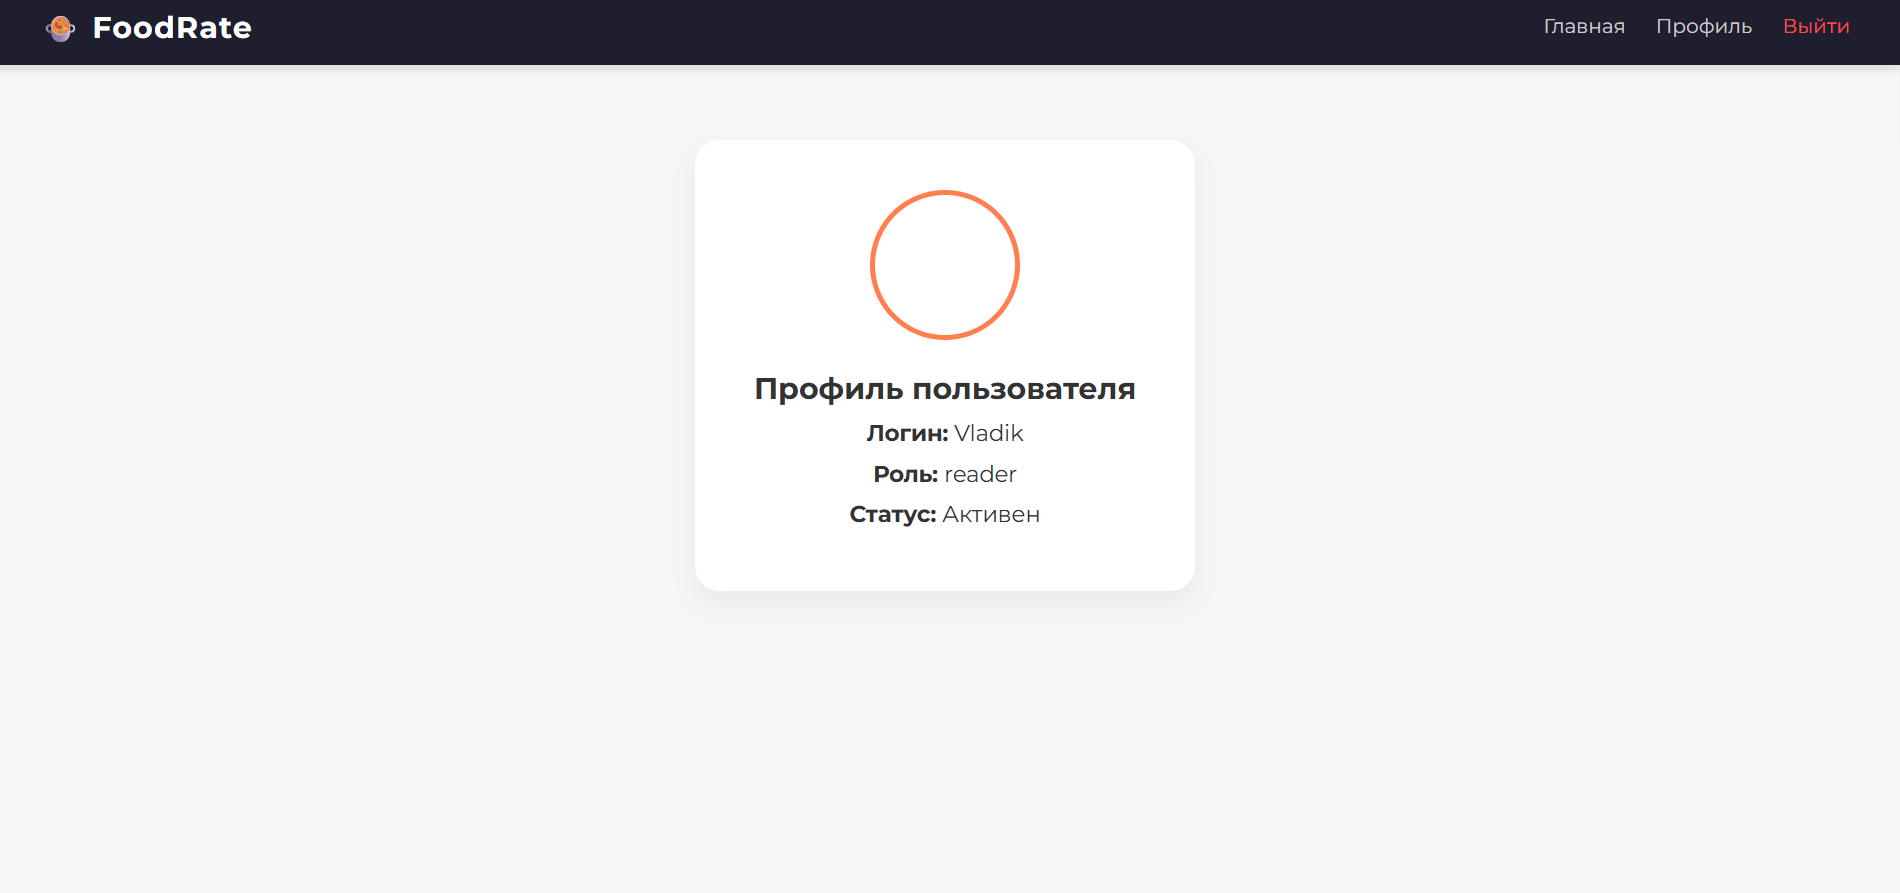 FoodRate
Главная Профиль Выйти
Профиль пользователя
Логин: Vladik
Роль: reader
Статус: Активен